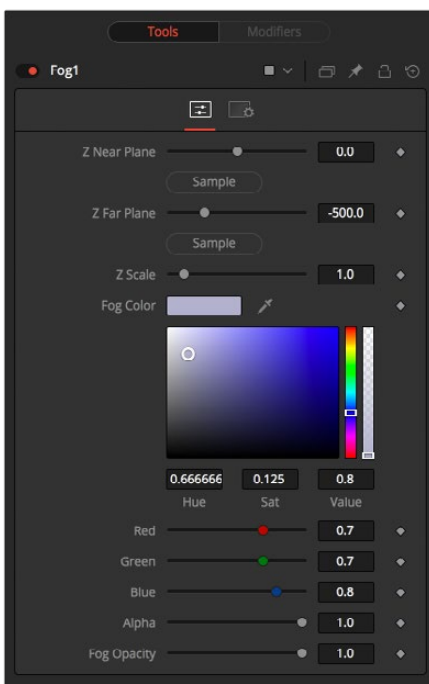 Tools Modifiers
Fog1
Z Near Plane 0.0
Sample
Z Far Plane -500.0
Sample
Z Scale 1.0
Fog Color
0.666666 0.125 0.8
Hue Sat Value
Red 0.7
Green 0.7
Blue 0.8
Alpha 1.0
Fog Opacity 1.0